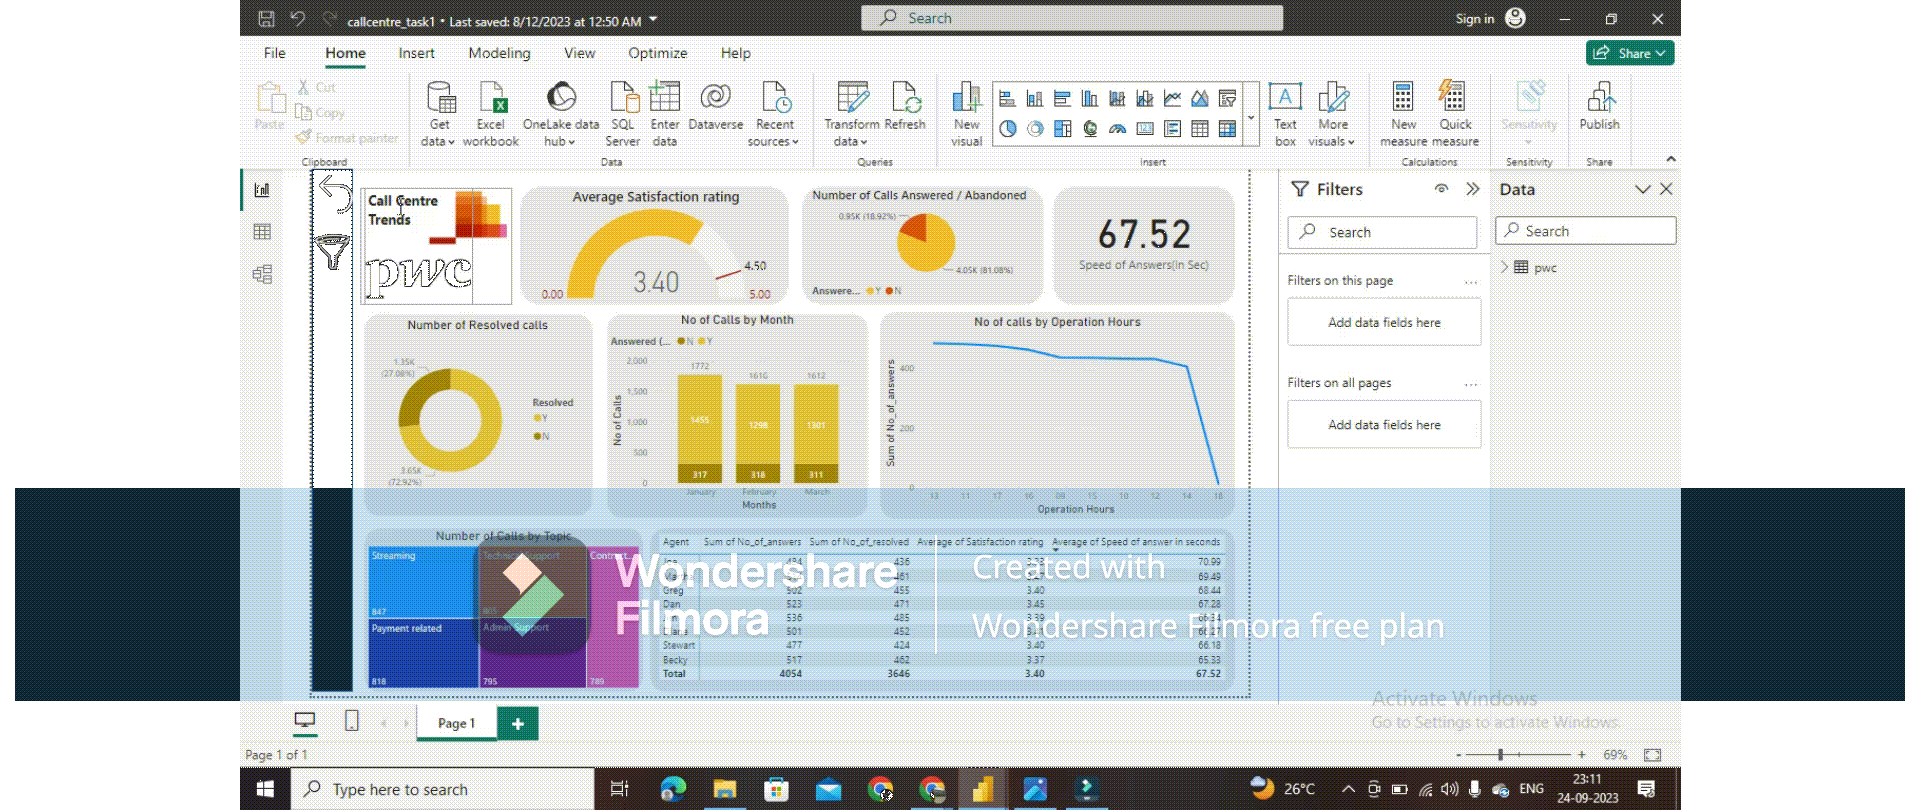 callcentre_task1 • Last saved: 8/12/2023 at 12:50 AM
Search
Sign in
File
Home
Insert
Modeling
View
Optimize
Help
Share
Paste
Cut
Copy
Format painter
Clipboard
Get data
Excel workbook
OneLake data hub
SQL Server
Enter data
Dataverse
Recent sources
Data
Transform data
Refresh
Queries
New visual
Insert
Text box
More visuals
New measure
Quick measure
Calculations
Sensitivity
Sensitivity
Publish
Share
Call Centre
Trends
pwc
Average Satisfaction rating
3.40
0.00
4.50
5.00
Number of Calls Answered / Abandoned
0.95K (18.92%)
4.05K (81.08%)
Answere...
Y
N
67.52
Speed of Answers(In Sec)
Number of Resolved calls
1.35K
(27.08%)
3.65K
(72.92%)
Resolved
Y
N
No of Calls by Month
Answered (...
N
Y
No of Calls
2,000
1,500
1,000
500
0
1772
1616
1612
1455
1298
1301
317
318
311
January
February
March
Months
No of calls by Operation Hours
Sum of No_of_answers
400
200
0
13 11 17 16 09 15 10 12 14 18
Operation Hours
Number of Calls by Topic
Streaming
847
Technical Support
Contract...
Payment related
818
Admin Support
795
789
Agent Sum of No_of_answers Sum of No_of_resolved Average of Satisfaction rating Average of Speed of answer in seconds
436 70.99
461 69.49
Greg 502 455 3.40 68.44
Dan 523 471 3.45 67.28
536 485
501 452
Stewart 477 424 3.40 66.18
Becky 517 462 3.37 65.33
Total 4054 3646 3.40 67.52
Wondershare
Filmora
Created with
Wondershare Filmora free plan
Filters
Search
Filters on this page
...
Add data fields here
Filters on all pages
...
Add data fields here
Data
Search
pwc
Activate Windows
Go to Settings to activate Windows.
Page 1
+
Page 1 of 1
- + 69%
Type here to search
26°C
ENG
23:11
24-09-2023